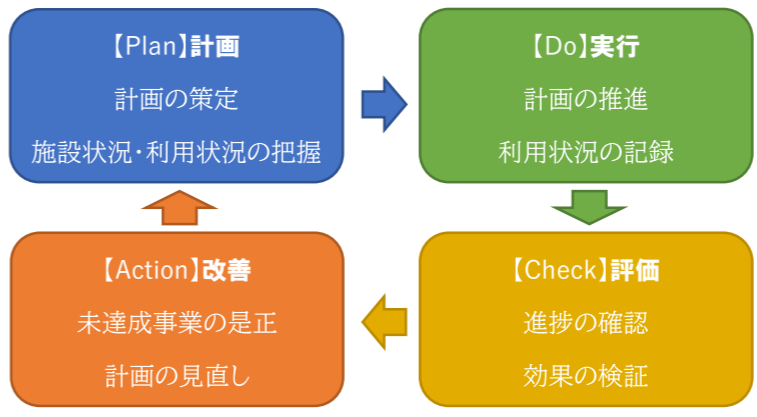 【Plan】計画
計画の策定
施設状況・利用状況の把握
【Do】実行
計画の推進
利用状況の記録
【Check】評価
進捗の確認
効果の検証
【Action】改善
未達成事業の是正
計画の見直し